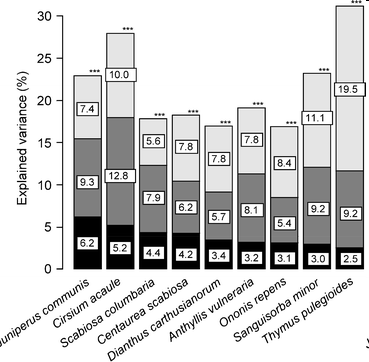 Explained variance (%)
30
25
20
15
10
5
0
*** *** *** *** *** *** *** *** ***
7.4 10.0 5.6 7.8 7.8 7.8 8.4 11.1 19.5
9.3 12.8 7.9 6.2 5.7 8.1 5.4 9.2 9.2
6.2 5.2 4.4 4.2 3.4 3.2 3.1 3.0 2.5
uniperus communis
Cirsium acaule
Scabiosa columbaria
Centaurea scabiosa
Dianthus carthusianorum
Anthyllis vulneraria
Ononis repens
Sanguisorba minor
Thymus pulegioides